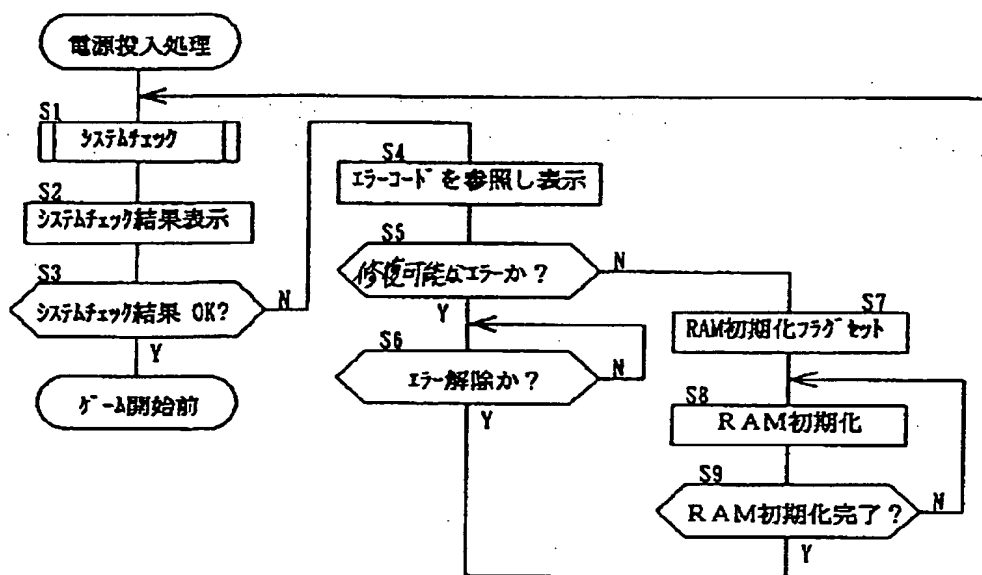 電源投入処理
S1
システムチェック
S2
システムチェック結果表示
S3
システムチェック結果 OK?
N
Y
ゲーム開始前
S4
エラーコードを参照し表示
S5
修復可能なエラーか?
N
Y
S6
エラー解除か?
N
Y
S7
RAM初期化フラグセット
S8
RAM初期化
S9
RAM初期化完了?
N
Y